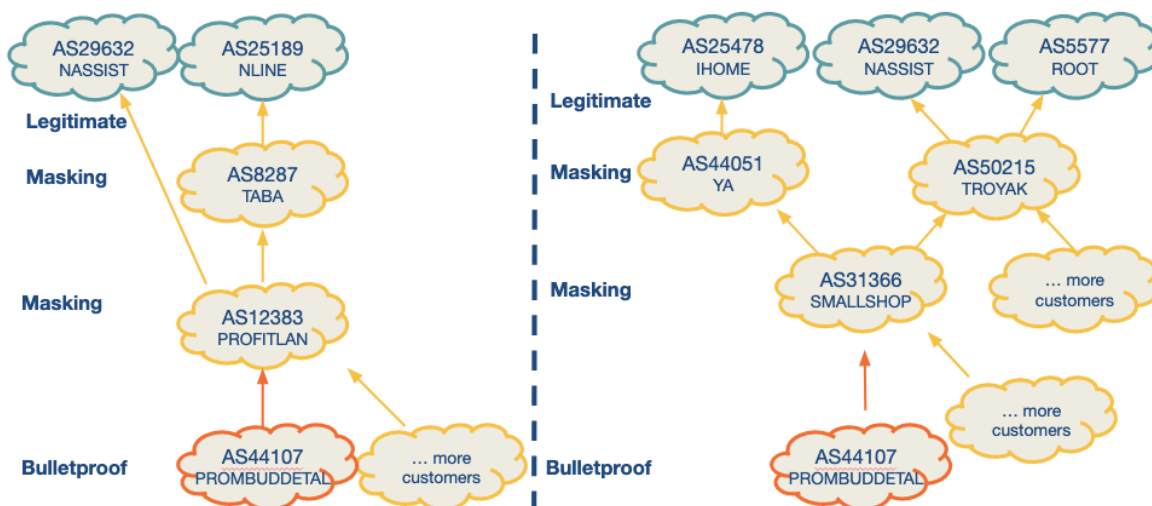 AS29632
NASSIST
AS25189
NLINE
Legitimate
Masking
AS8287
TABA
Masking
AS12383
PROFITLAN
Bulletproof
AS44107
PROMBUDDETAL
... more
customers
AS25478
IHOME
AS29632
NASSIST
AS5577
ROOT
Legitimate
Masking
AS44051
YA
AS50215
TROYAK
Masking
AS31366
SMALLSHOP
... more
customers
... more
customers
Bulletproof
AS44107
PROMBUDDETAL